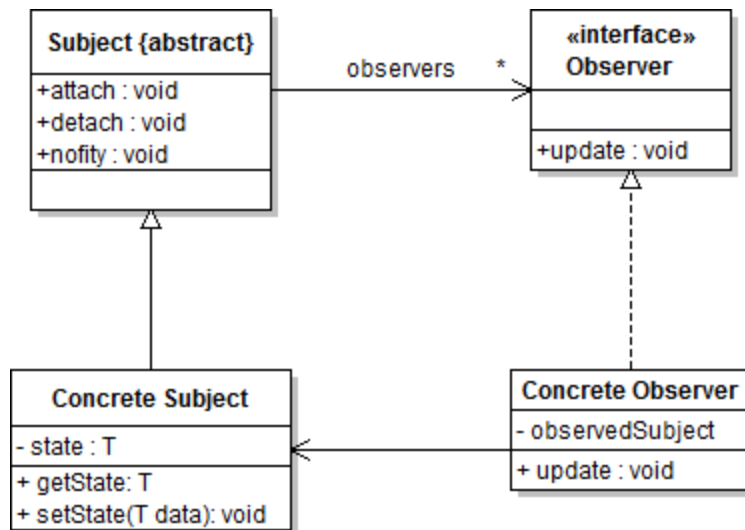 Subject {abstract}
+attach : void
+detach : void
+nofity : void
observers *
«interface»
Observer
+update : void
Concrete Subject
- state : T
+ getState: T
+ setState(T data): void
Concrete Observer
- observedSubject
+ update : void